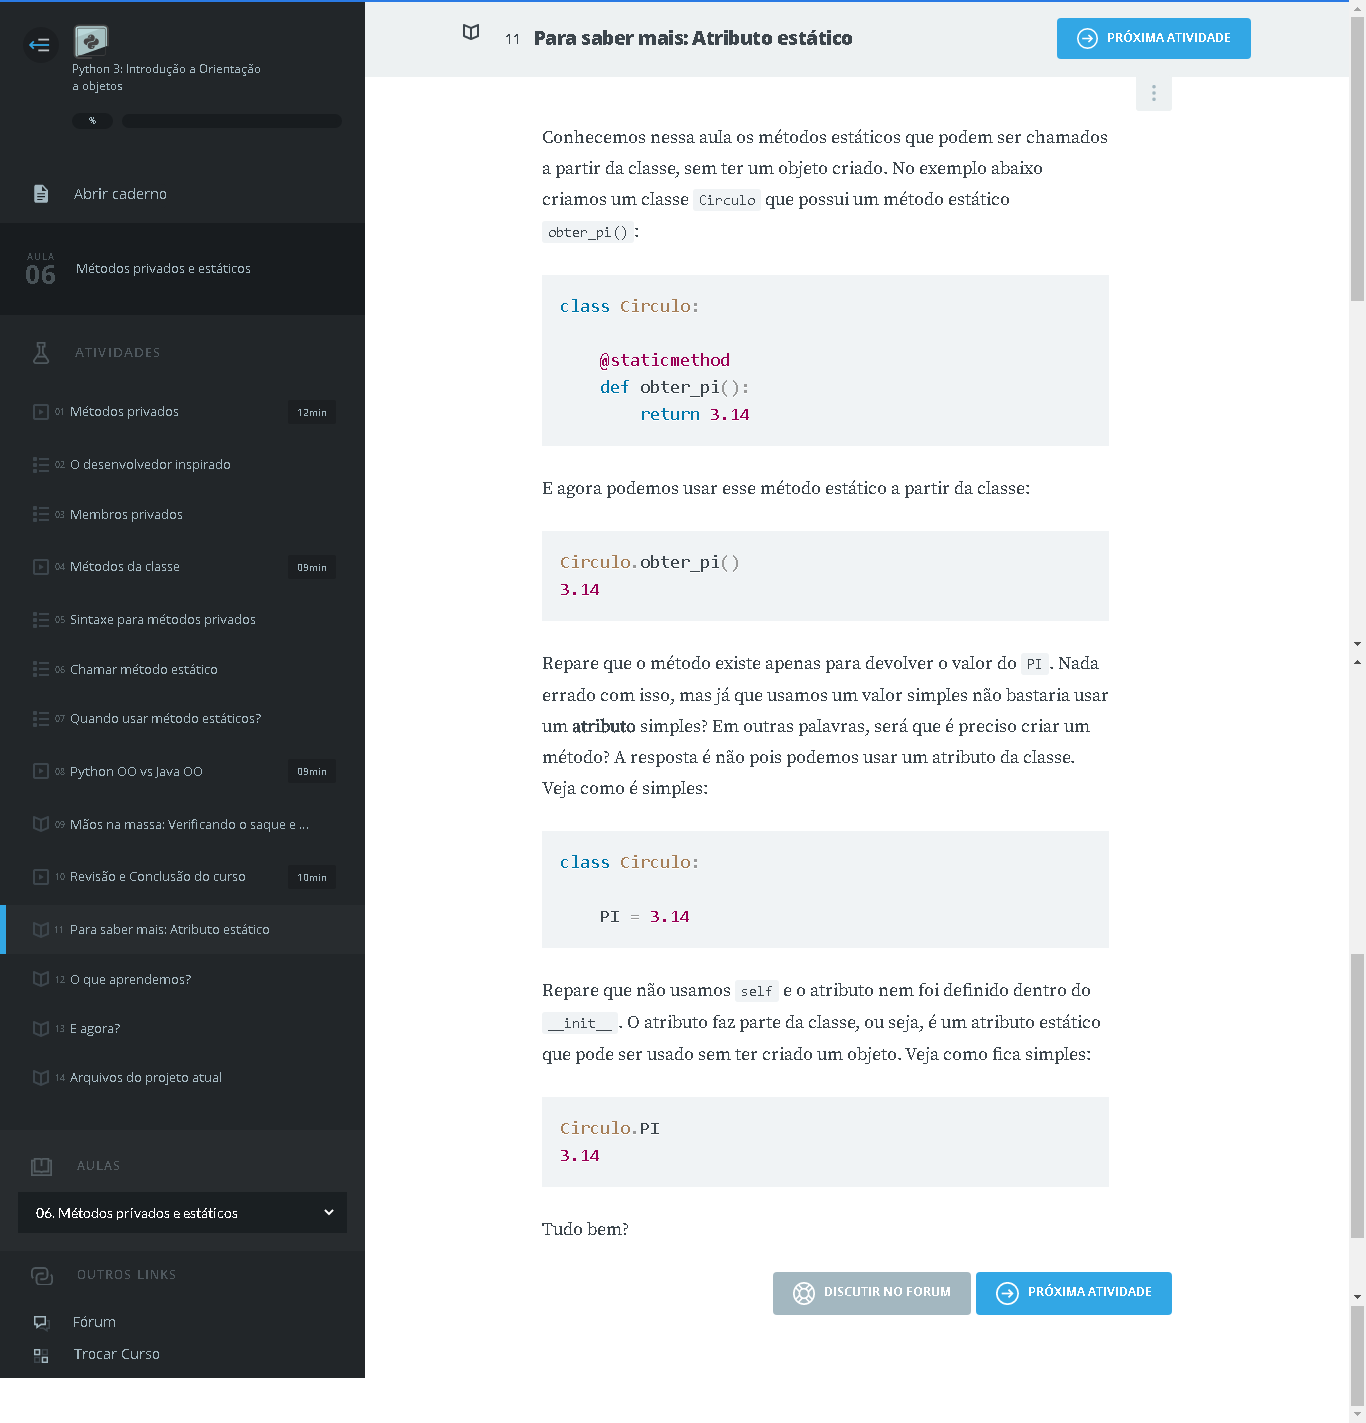 Python 3: Introdução a Orientação
a objetos
%
Abrir caderno
AULA
06
Métodos privados e estáticos
ATIVIDADES
01 Métodos privados 12min
02 O desenvolvedor inspirado
03 Membros privados
04 Métodos da classe 09min
05 Sintaxe para métodos privados
06 Chamar método estático
07 Quando usar método estáticos?
08 Python OO vs Java OO 09min
09 Mãos na massa: Verificando o saque e ...
10 Revisão e Conclusão do curso 10min
11 Para saber mais: Atributo estático
12 O que aprendemos?
13 E agora?
14 Arquivos do projeto atual
AULAS
06. Métodos privados e estáticos
OUTROS LINKS
Fórum
Trocar Curso
11 Para saber mais: Atributo estático
PRÓXIMA ATIVIDADE
Conhecemos nessa aula os métodos estáticos que podem ser chamados
a partir da classe, sem ter um objeto criado. No exemplo abaixo
criamos um classe Circulo que possui um método estático
obter_pi() :
class Circulo:
@staticmethod
def obter_pi():
return 3.14
E agora podemos usar esse método estático a partir da classe:
Circulo.obter_pi()
3.14
Repare que o método existe apenas para devolver o valor do PI . Nada
errado com isso, mas já que usamos um valor simples não bastaria usar
um atributo simples? Em outras palavras, será que é preciso criar um
método? A resposta é não pois podemos usar um atributo da classe.
Veja como é simples:
class Circulo:
PI = 3.14
Repare que não usamos self e o atributo nem foi definido dentro do
__init__ . O atributo faz parte da classe, ou seja, é um atributo estático
que pode ser usado sem ter criado um objeto. Veja como fica simples:
Circulo.PI
3.14
Tudo bem?
DISCUTIR NO FORUM
PRÓXIMA ATIVIDADE